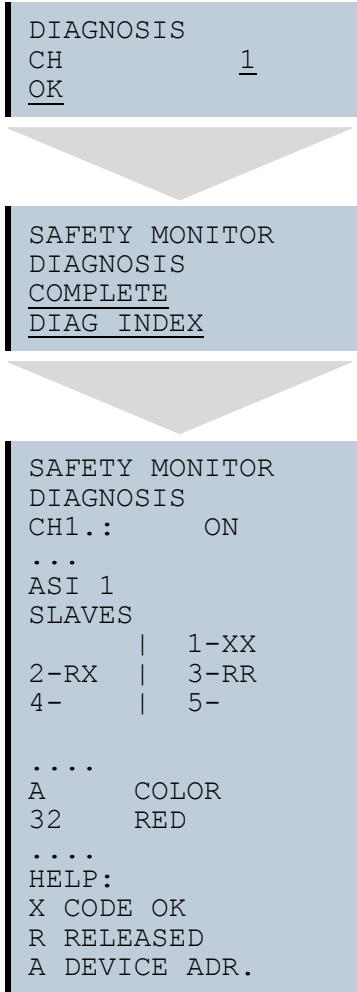 DIAGNOSIS
CH 1
OK
SAFETY MONITOR
DIAGNOSIS
COMPLETE
DIAG INDEX
SAFETY MONITOR
DIAGNOSIS
CH1.: ON
...
ASI 1
SLAVES
| 1-XX
2-RX | 3-RR
4- | 5-
....
A COLOR
32 RED
....
HELP:
X CODE OK
R RELEASED
A DEVICE ADR.